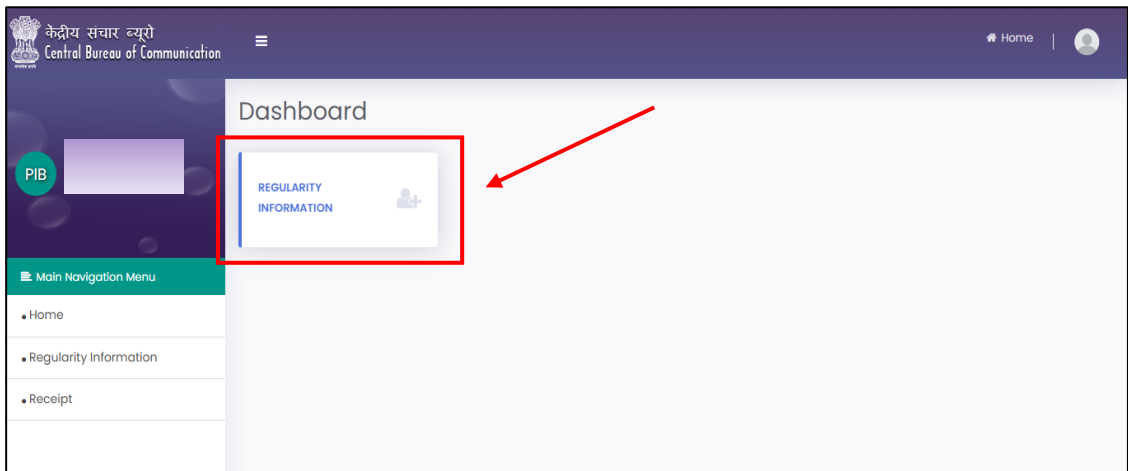 केंद्रीय संचार ब्यूरो
Central Bureau of Communication
Home
Dashboard
PIB
REGULARITY
INFORMATION
Main Navigation Menu
Home
Regularity Information
Receipt